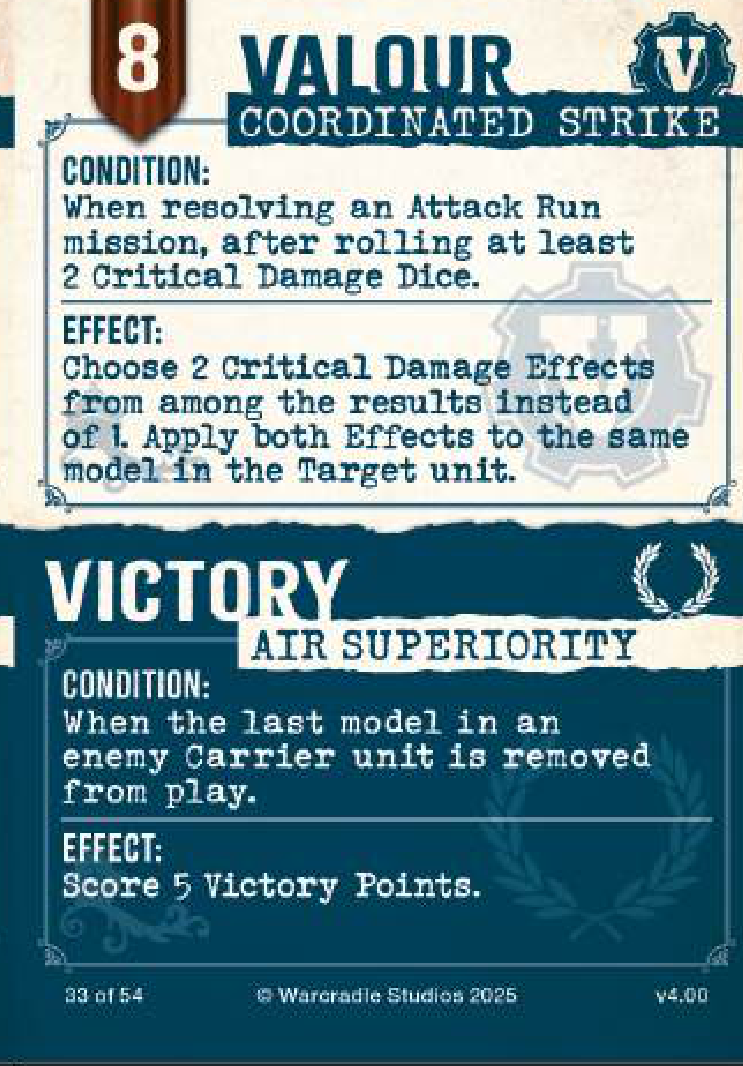 8
VALOUR
V
COORDINATED STRIKE
CONDITION:
When resolving an Attack Run
mission, after rolling at least
2 Critical Damage Dice.
EFFECT:
Choose 2 Critical Damage Effects
from among the results instead
of 1. Apply both Effects to the same
model in the Target unit.
VICTORY
AIR SUPERIORITY
CONDITION:
When the last model in an
enemy Carrier unit is removed
from play.
EFFECT:
Score 5 Victory Points.
33 of 54 © Warcradle Studios 2025 v4.00